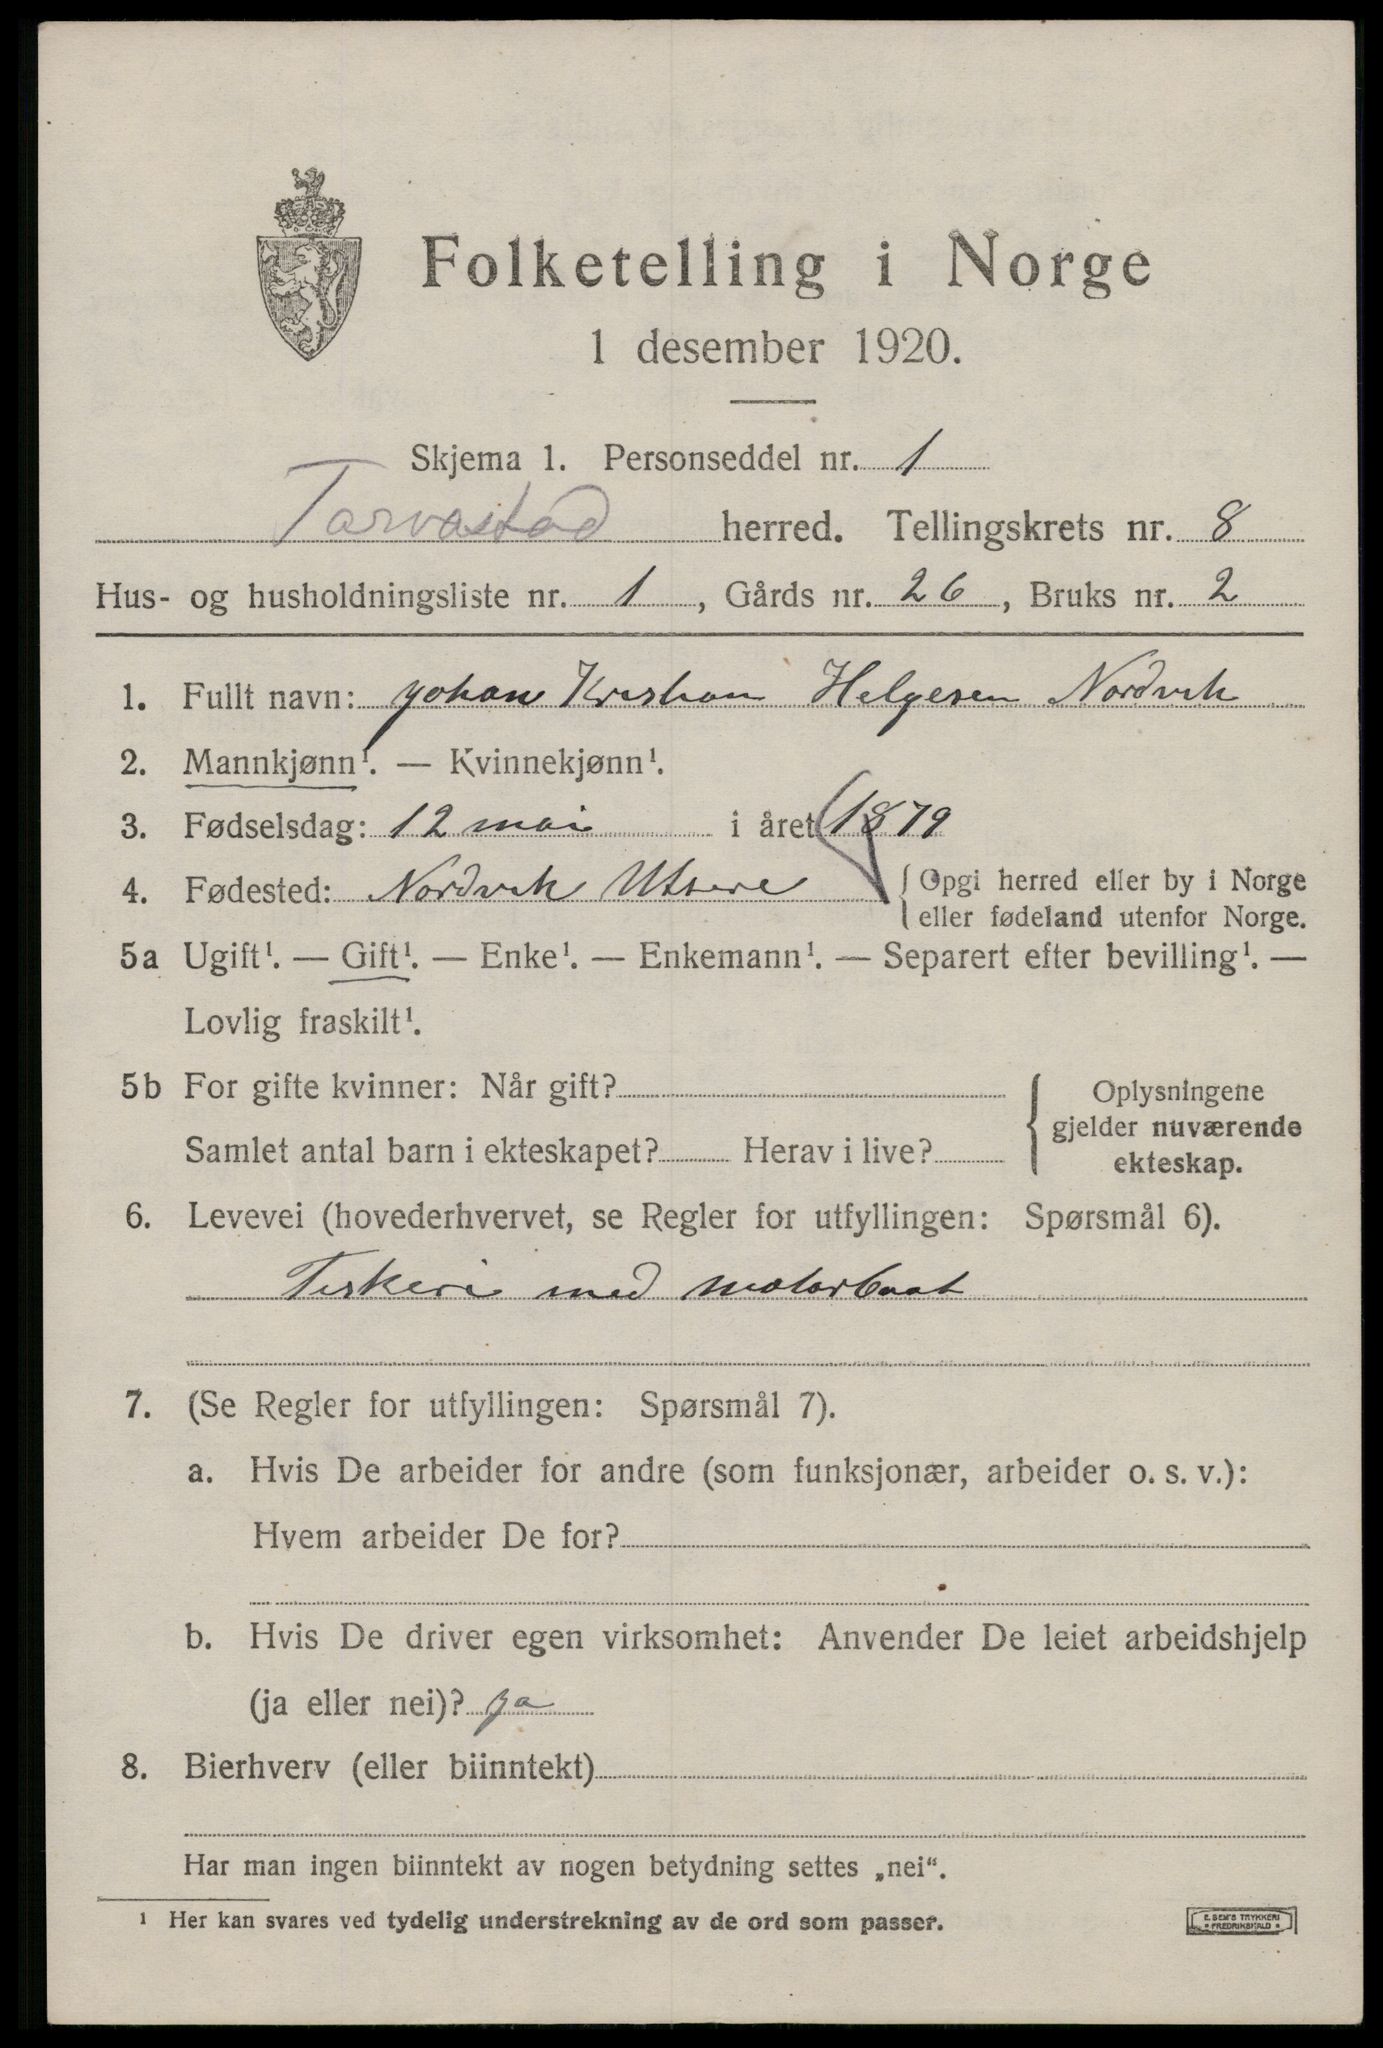 Folketelling i Norge
1 desember 1920.
Skjema 1. Personseddel nr. 1
Torvastad herred. Tellingskrets nr. 8
Hus- og husholdningsliste nr. 1, Gårds nr. 26, Bruks nr. 2
1. Fullt navn: Johan Kristian Helgesen Nordvik
2. Mannkjønn¹. — Kvinnekjønn¹.
3. Fødselsdag: 12 mai i året 1879
4. Fødested: Nordvik Utsire { Opgi herred eller by i Norge
eller fødeland utenfor Norge.
5a Ugift¹. — Gift¹. — Enke¹. — Enkemann¹. — Separert efter bevilling¹. —
Lovlig fraskilt¹.
5b For gifte kvinner: Når gift?
Samlet antal barn i ekteskapet? Herav i live?
{ Oplysningene
gjelder nuværende
ekteskap.
6. Levevei (hovederhvervet, se Regler for utfyllingen: Spørsmål 6).
Fiskeri med motorbaat
7. (Se Regler for utfyllingen: Spørsmål 7).
a. Hvis De arbeider for andre (som funksjonær, arbeider o. s. v.):
Hvem arbeider De for?
b. Hvis De driver egen virksomhet: Anvender De leiet arbeidshjelp
(ja eller nei)? ja
8. Bierhverv (eller biinntekt)
Har man ingen biinntekt av nogen betydning settes „nei“.
¹ Her kan svares ved tydelig understrekning av de ord som passer.
E. SEM'S TRYKKERI
• FREDRIKSHALD •